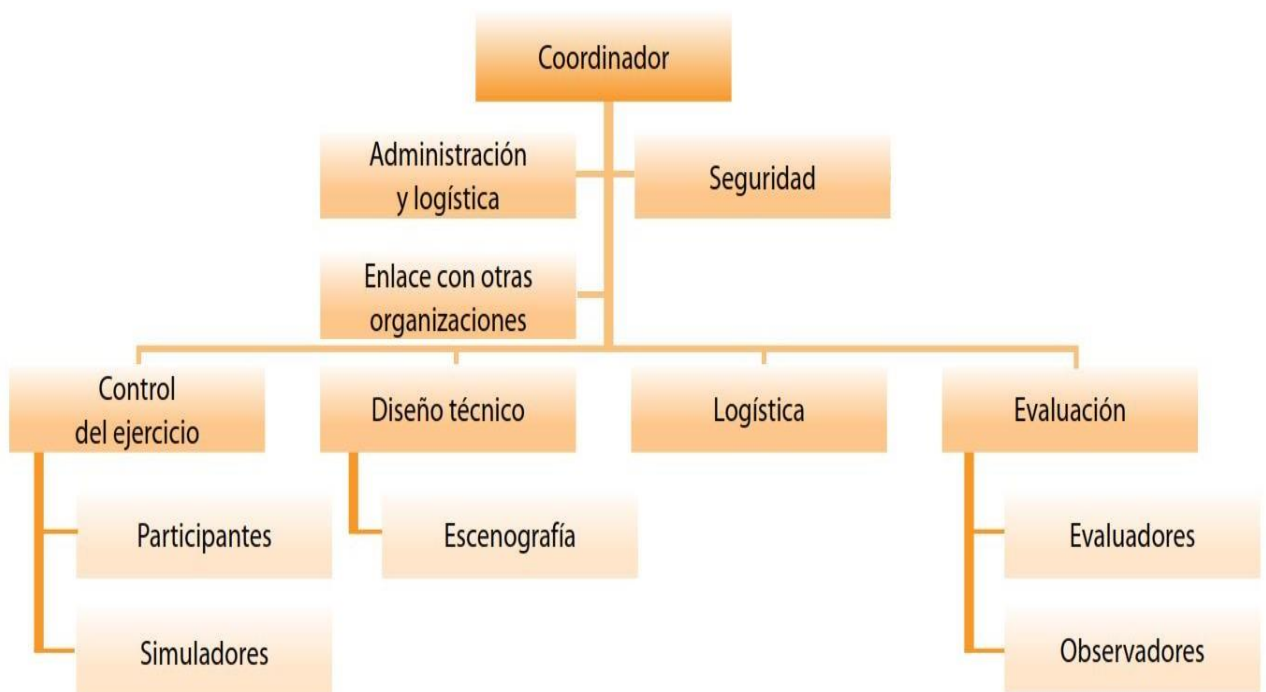 Coordinador
Administración
y logística
Seguridad
Enlace con otras
organizaciones
Control
del ejercicio
Diseño técnico
Logística
Evaluación
Participantes
Escenografía
Evaluadores
Simuladores
Observadores